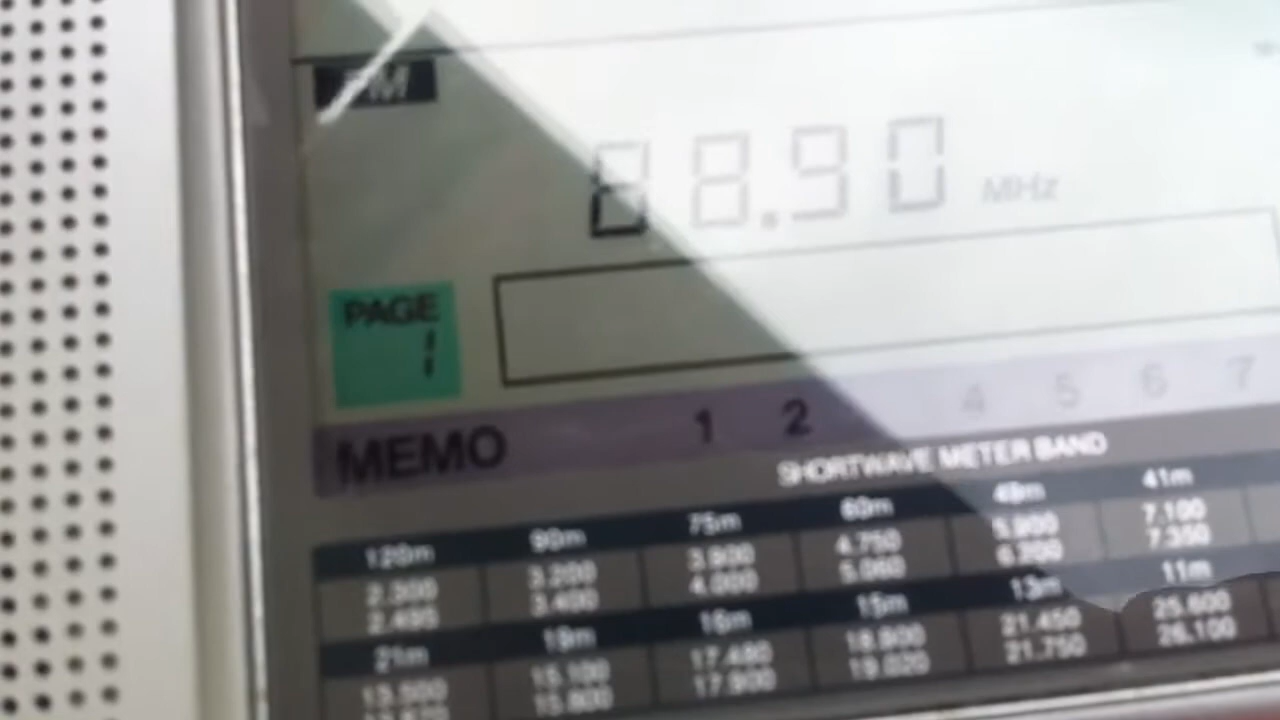 FM
88.90 MHz
PAGE
1
MEMO 1 2 4 5 6 7
SHORTWAVE METER BAND
120m 90m 75m 60m 49m 41m
2.300 3.200 3.900 4.750 5.900 7.100
2.495 3.400 4.000 5.060 6.200 7.350
21m 19m 16m 15m 13m 11m
13.500 15.100 17.480 18.900 21.450 25.600
15.800 17.900 19.020 21.750 26.100